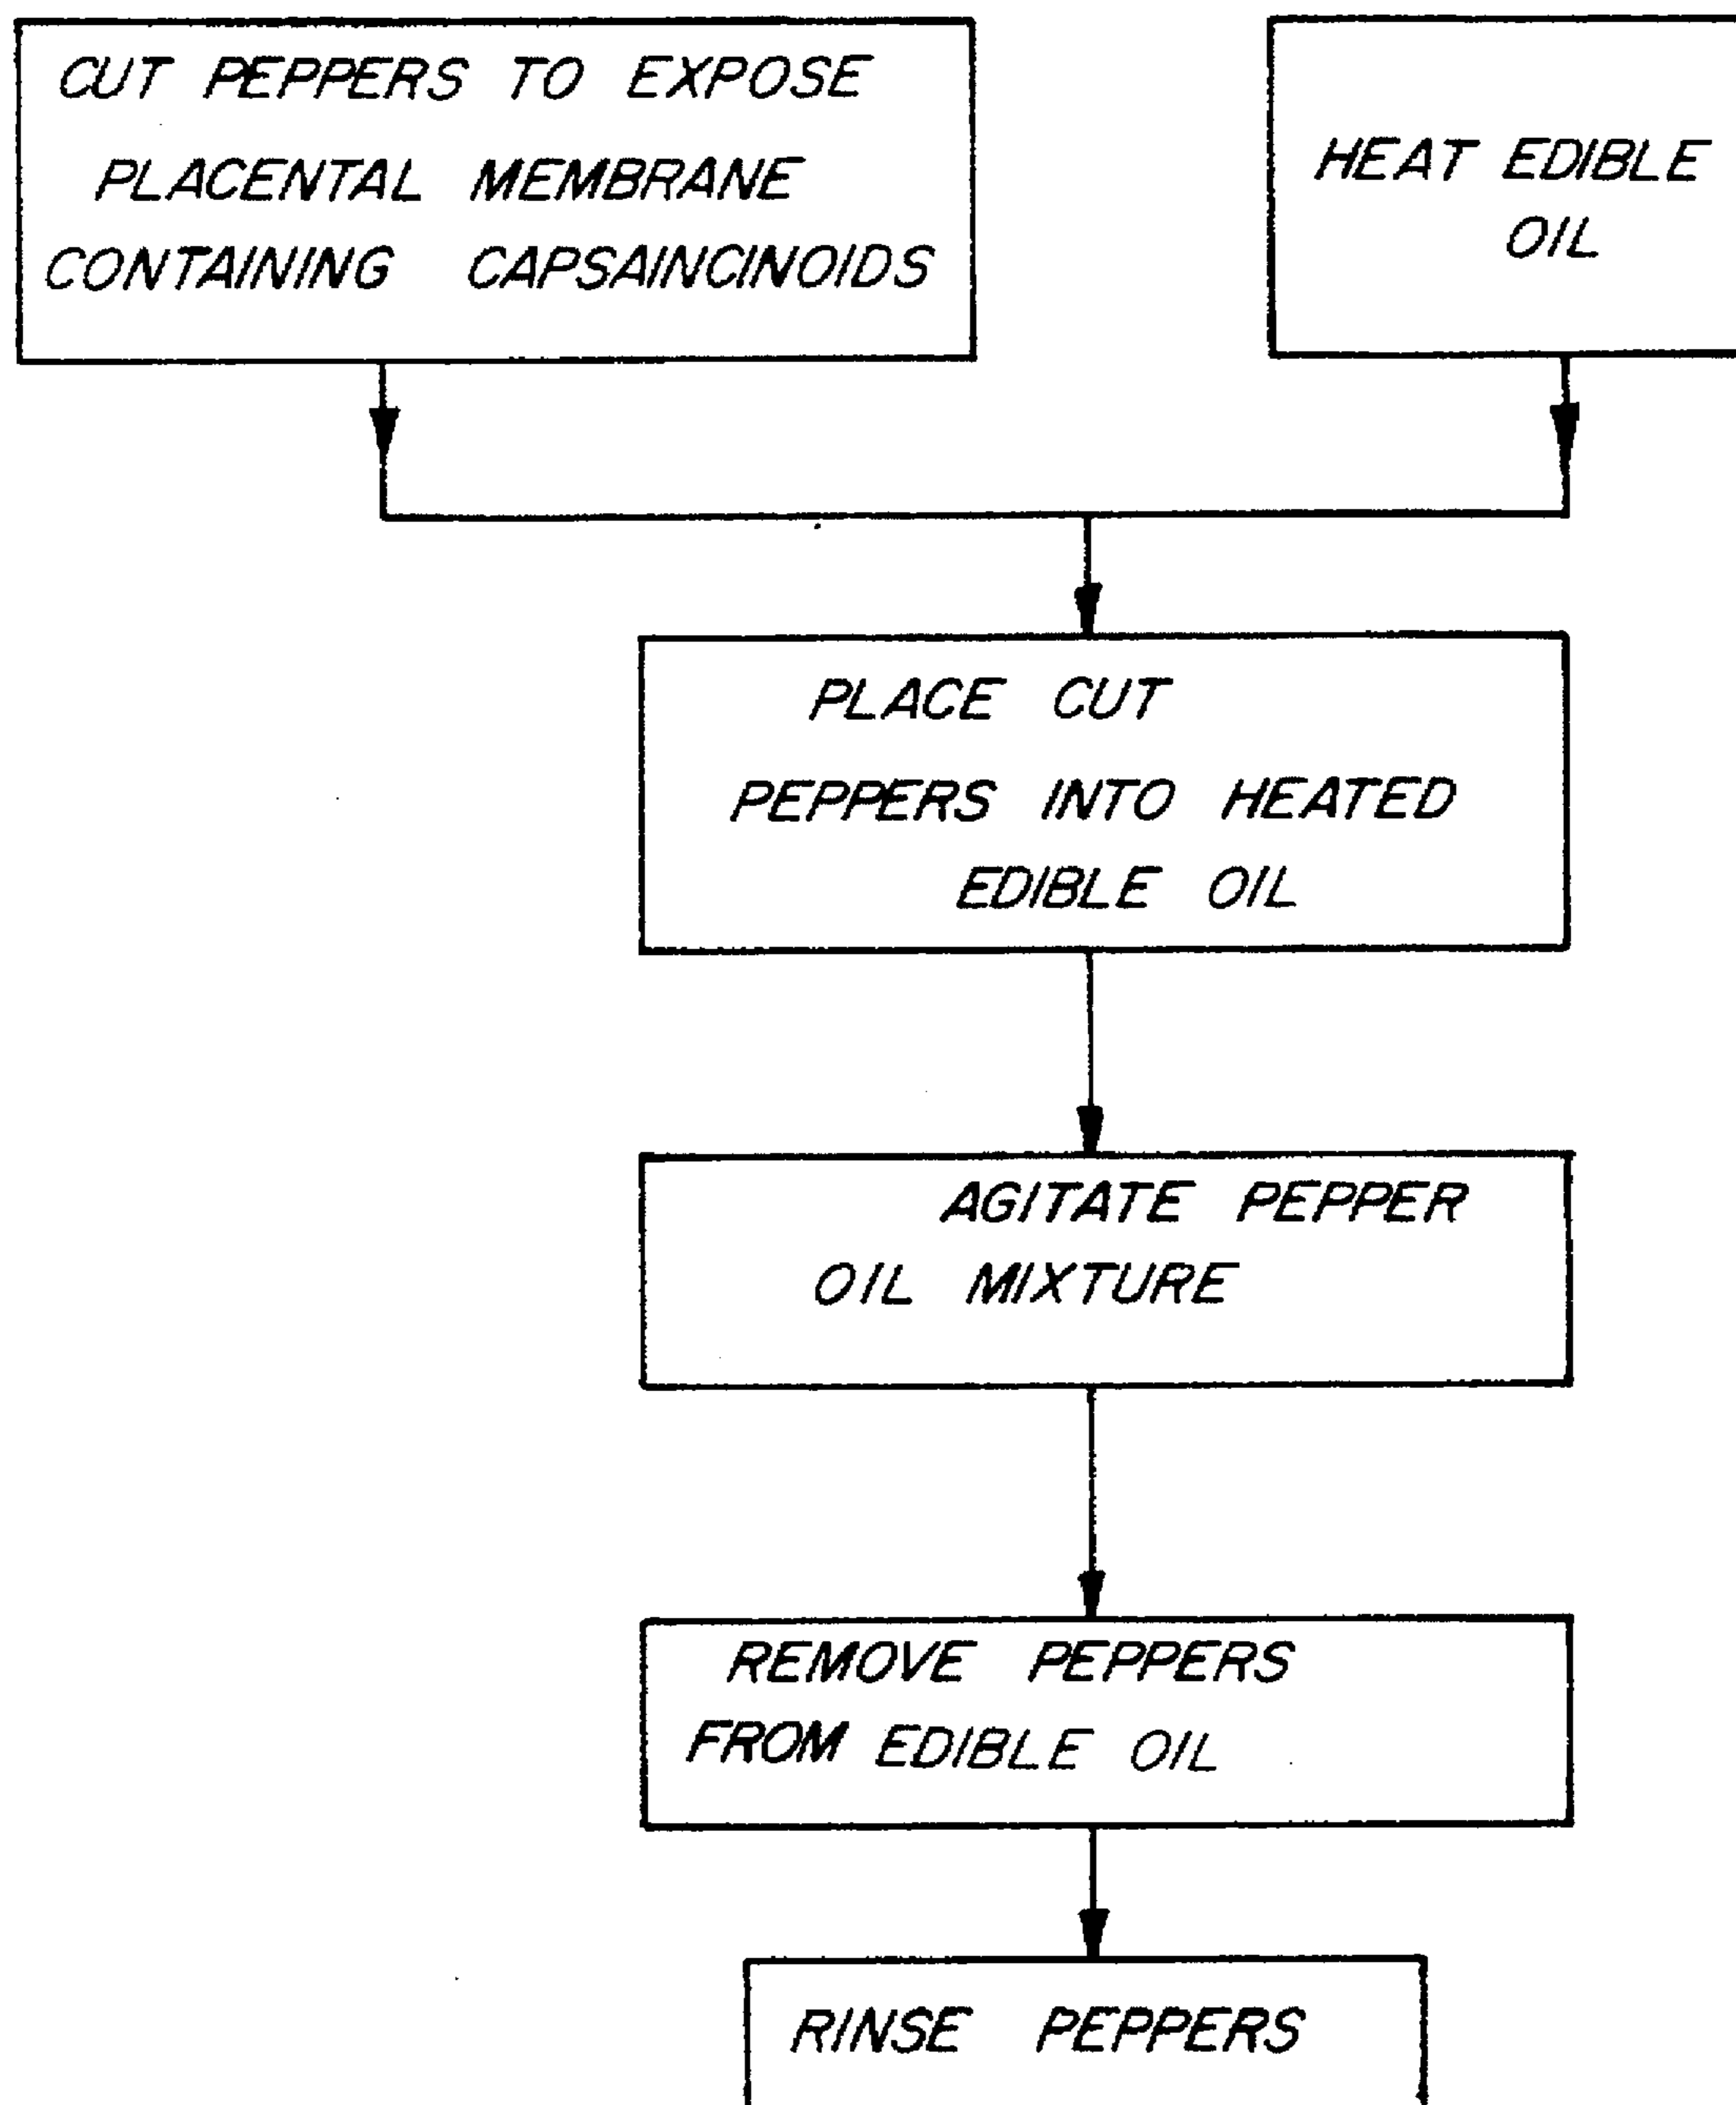 CUT PEPPERS TO EXPOSE
PLACENTAL MEMBRANE
CONTAINING CAPSAINCINOIDS
HEAT EDIBLE
OIL
PLACE CUT
PEPPERS INTO HEATED
EDIBLE OIL
AGITATE PEPPER
OIL MIXTURE
REMOVE PEPPERS
FROM EDIBLE OIL
RINSE PEPPERS